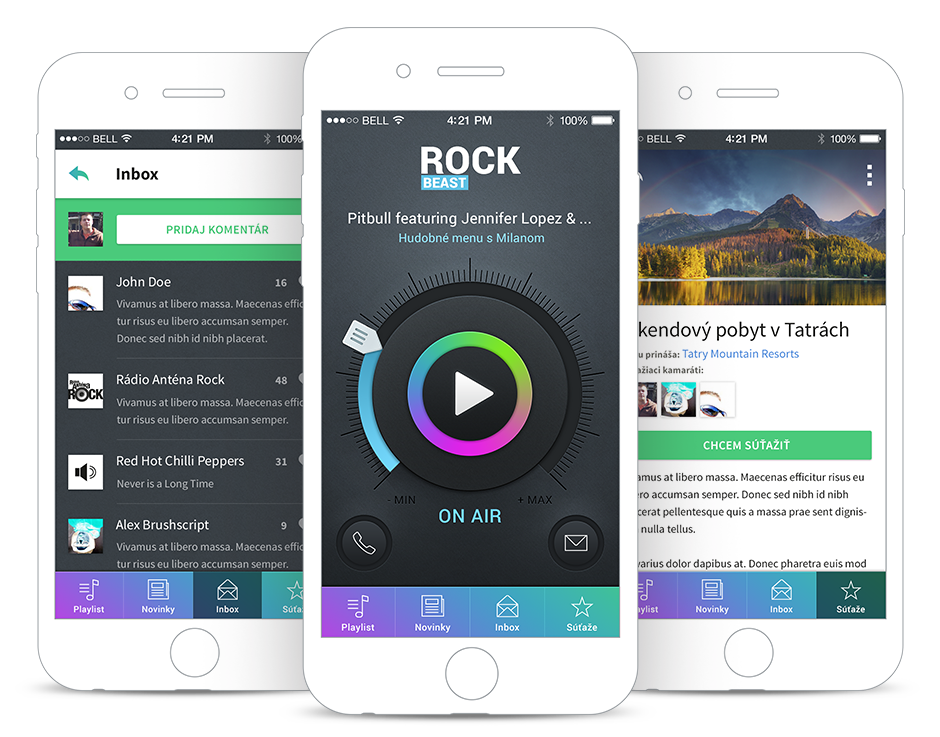 BELL
4:21 PM
100%
Inbox
PRIDAJ KOMENTÁR
John Doe
16
Vivamus at libero massa. Maecenas effic
tur risus eu libero accumsan semper.
Donec sed nibh id nibh placerat.
Rádio Anténa Rock
48
ROCK
Vivamus at libero massa. Maecenas effic
tur risus eu libero accumsan semper.
Red Hot Chilli Peppers
31
Never is a Long Time
Alex Brushscript
9
Vivamus at libero massa. Maecenas effic
tur risus eu libero accumsan semper.
Playlist
Novinky
Inbox
Súťa
BELL
4:21 PM
100%
ROCK
BEAST
Pitbull featuring Jennifer Lopez & ...
Hudobné menu s Milanom
- MIN
+ MAX
ON AIR
Playlist
Novinky
Inbox
Súťaže
BELL
4:21 PM
100%
kendový pobyt v Tatrách
u prináša: Tatry Mountain Resorts
ažiaci kamaráti:
CHCEM SÚŤAŽIŤ
amus at libero massa. Maecenas efficitur risus eu
ro accumsan semper. Donec sed nibh id nibh
cerat pellentesque quis a massa prae sent dignis-
nulla tellus.
varius dolor dapibus at. Donec pharetra euis mod
ylist
Novinky
Inbox
Súťaže